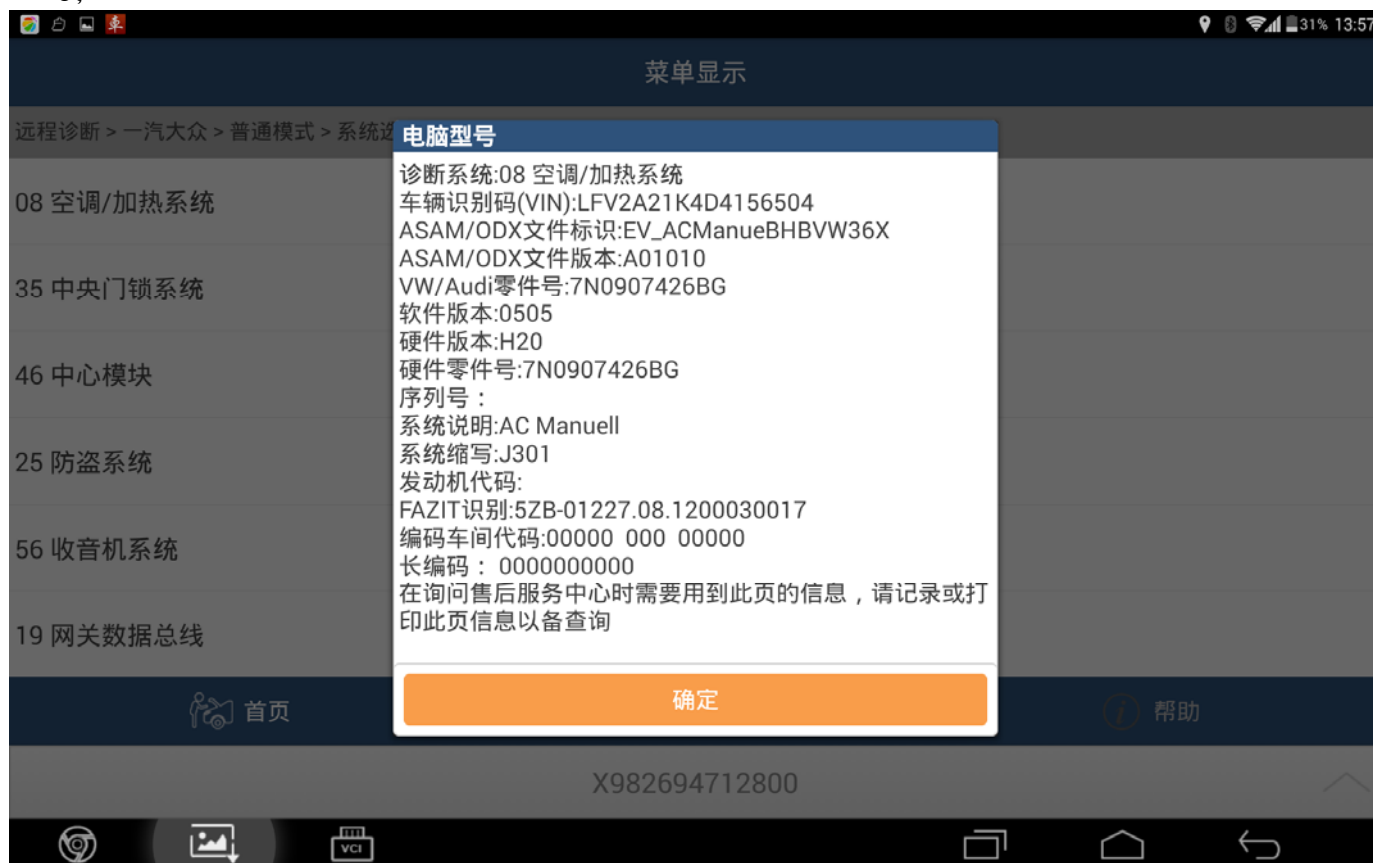 31% 13:57
菜单显示
远程诊断 > 一汽大众 > 普通模式 > 系统选
电脑型号
诊断系统:08 空调/加热系统
车辆识别码(VIN):LFV2A21K4D4156504
ASAM/ODX文件标识:EV_ACManueBHBVW36X
ASAM/ODX文件版本:A01010
VW/Audi零件号:7N0907426BG
软件版本:0505
硬件版本:H20
硬件零件号:7N0907426BG
序列号：
系统说明:AC Manuell
系统缩写:J301
发动机代码:
FAZIT识别:5ZB-01227.08.1200030017
编码车间代码:00000 000 00000
长编码： 0000000000
在询问售后服务中心时需要用到此页的信息，请记录或打
印此页信息以备查询
确定
08 空调/加热系统
35 中央门锁系统
46 中心模块
25 防盗系统
56 收音机系统
19 网关数据总线
首页
帮助
X982694712800
VCI